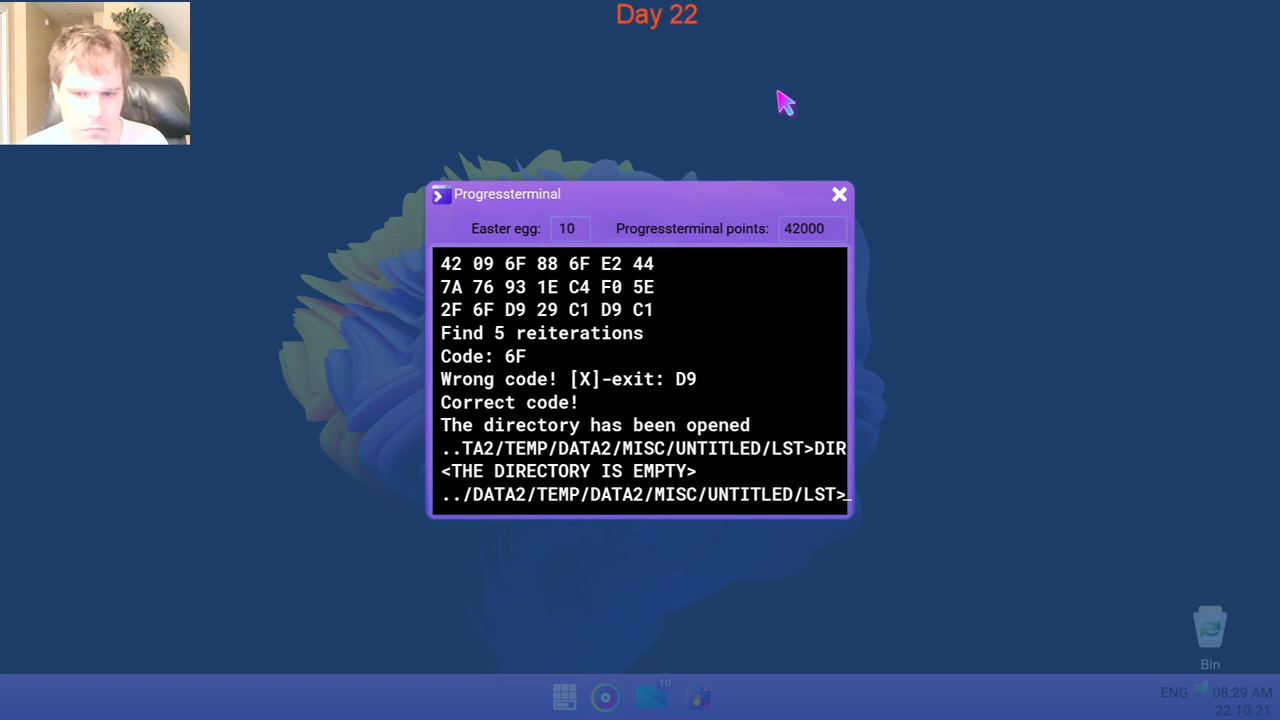 Day 22
Progressterminal
Easter egg: 10 Progressterminal points: 42000
42 09 6F 88 6F E2 44
7A 76 93 1E C4 F0 5E
2F 6F D9 29 C1 D9 C1
Find 5 reiterations
Code: 6F
Wrong code! [X]-exit: D9
Correct code!
The directory has been opened
..TA2/TEMP/DATA2/MISC/UNTITLED/LST>DIR
<THE DIRECTORY IS EMPTY>
../DATA2/TEMP/DATA2/MISC/UNTITLED/LST>_
Bin
10
ENG 08:29 AM
22.10.21